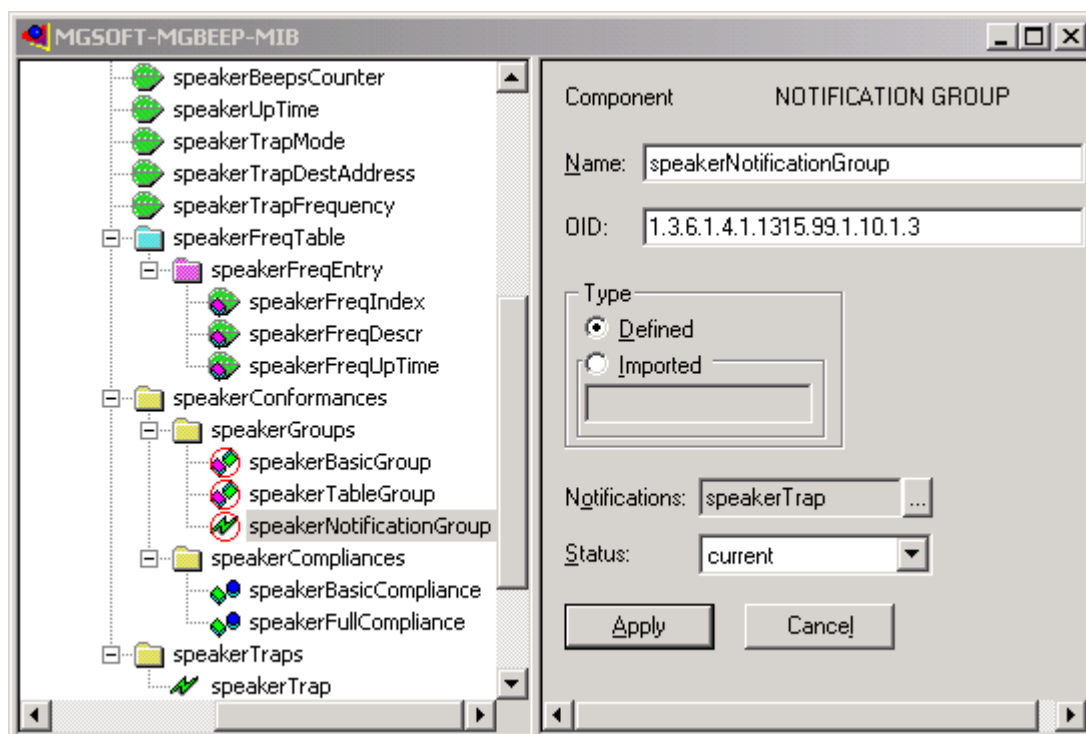 MGSOFT-MGBEEP-MIB
speakerBeepsCounter
speakerUpTime
speakerTrapMode
speakerTrapDestAddress
speakerTrapFrequency
speakerFreqTable
speakerFreqEntry
speakerFreqIndex
speakerFreqDescr
speakerFreqUpTime
speakerConformances
speakerGroups
speakerBasicGroup
speakerTableGroup
speakerNotificationGroup
speakerCompliances
speakerBasicCompliance
speakerFullCompliance
speakerTraps
speakerTrap
Component NOTIFICATION GROUP
Name: speakerNotificationGroup
OID: 1.3.6.1.4.1.1315.99.1.10.1.3
Type
Defined
Imported
Notifications: speakerTrap ...
Status: current
Apply Cancel